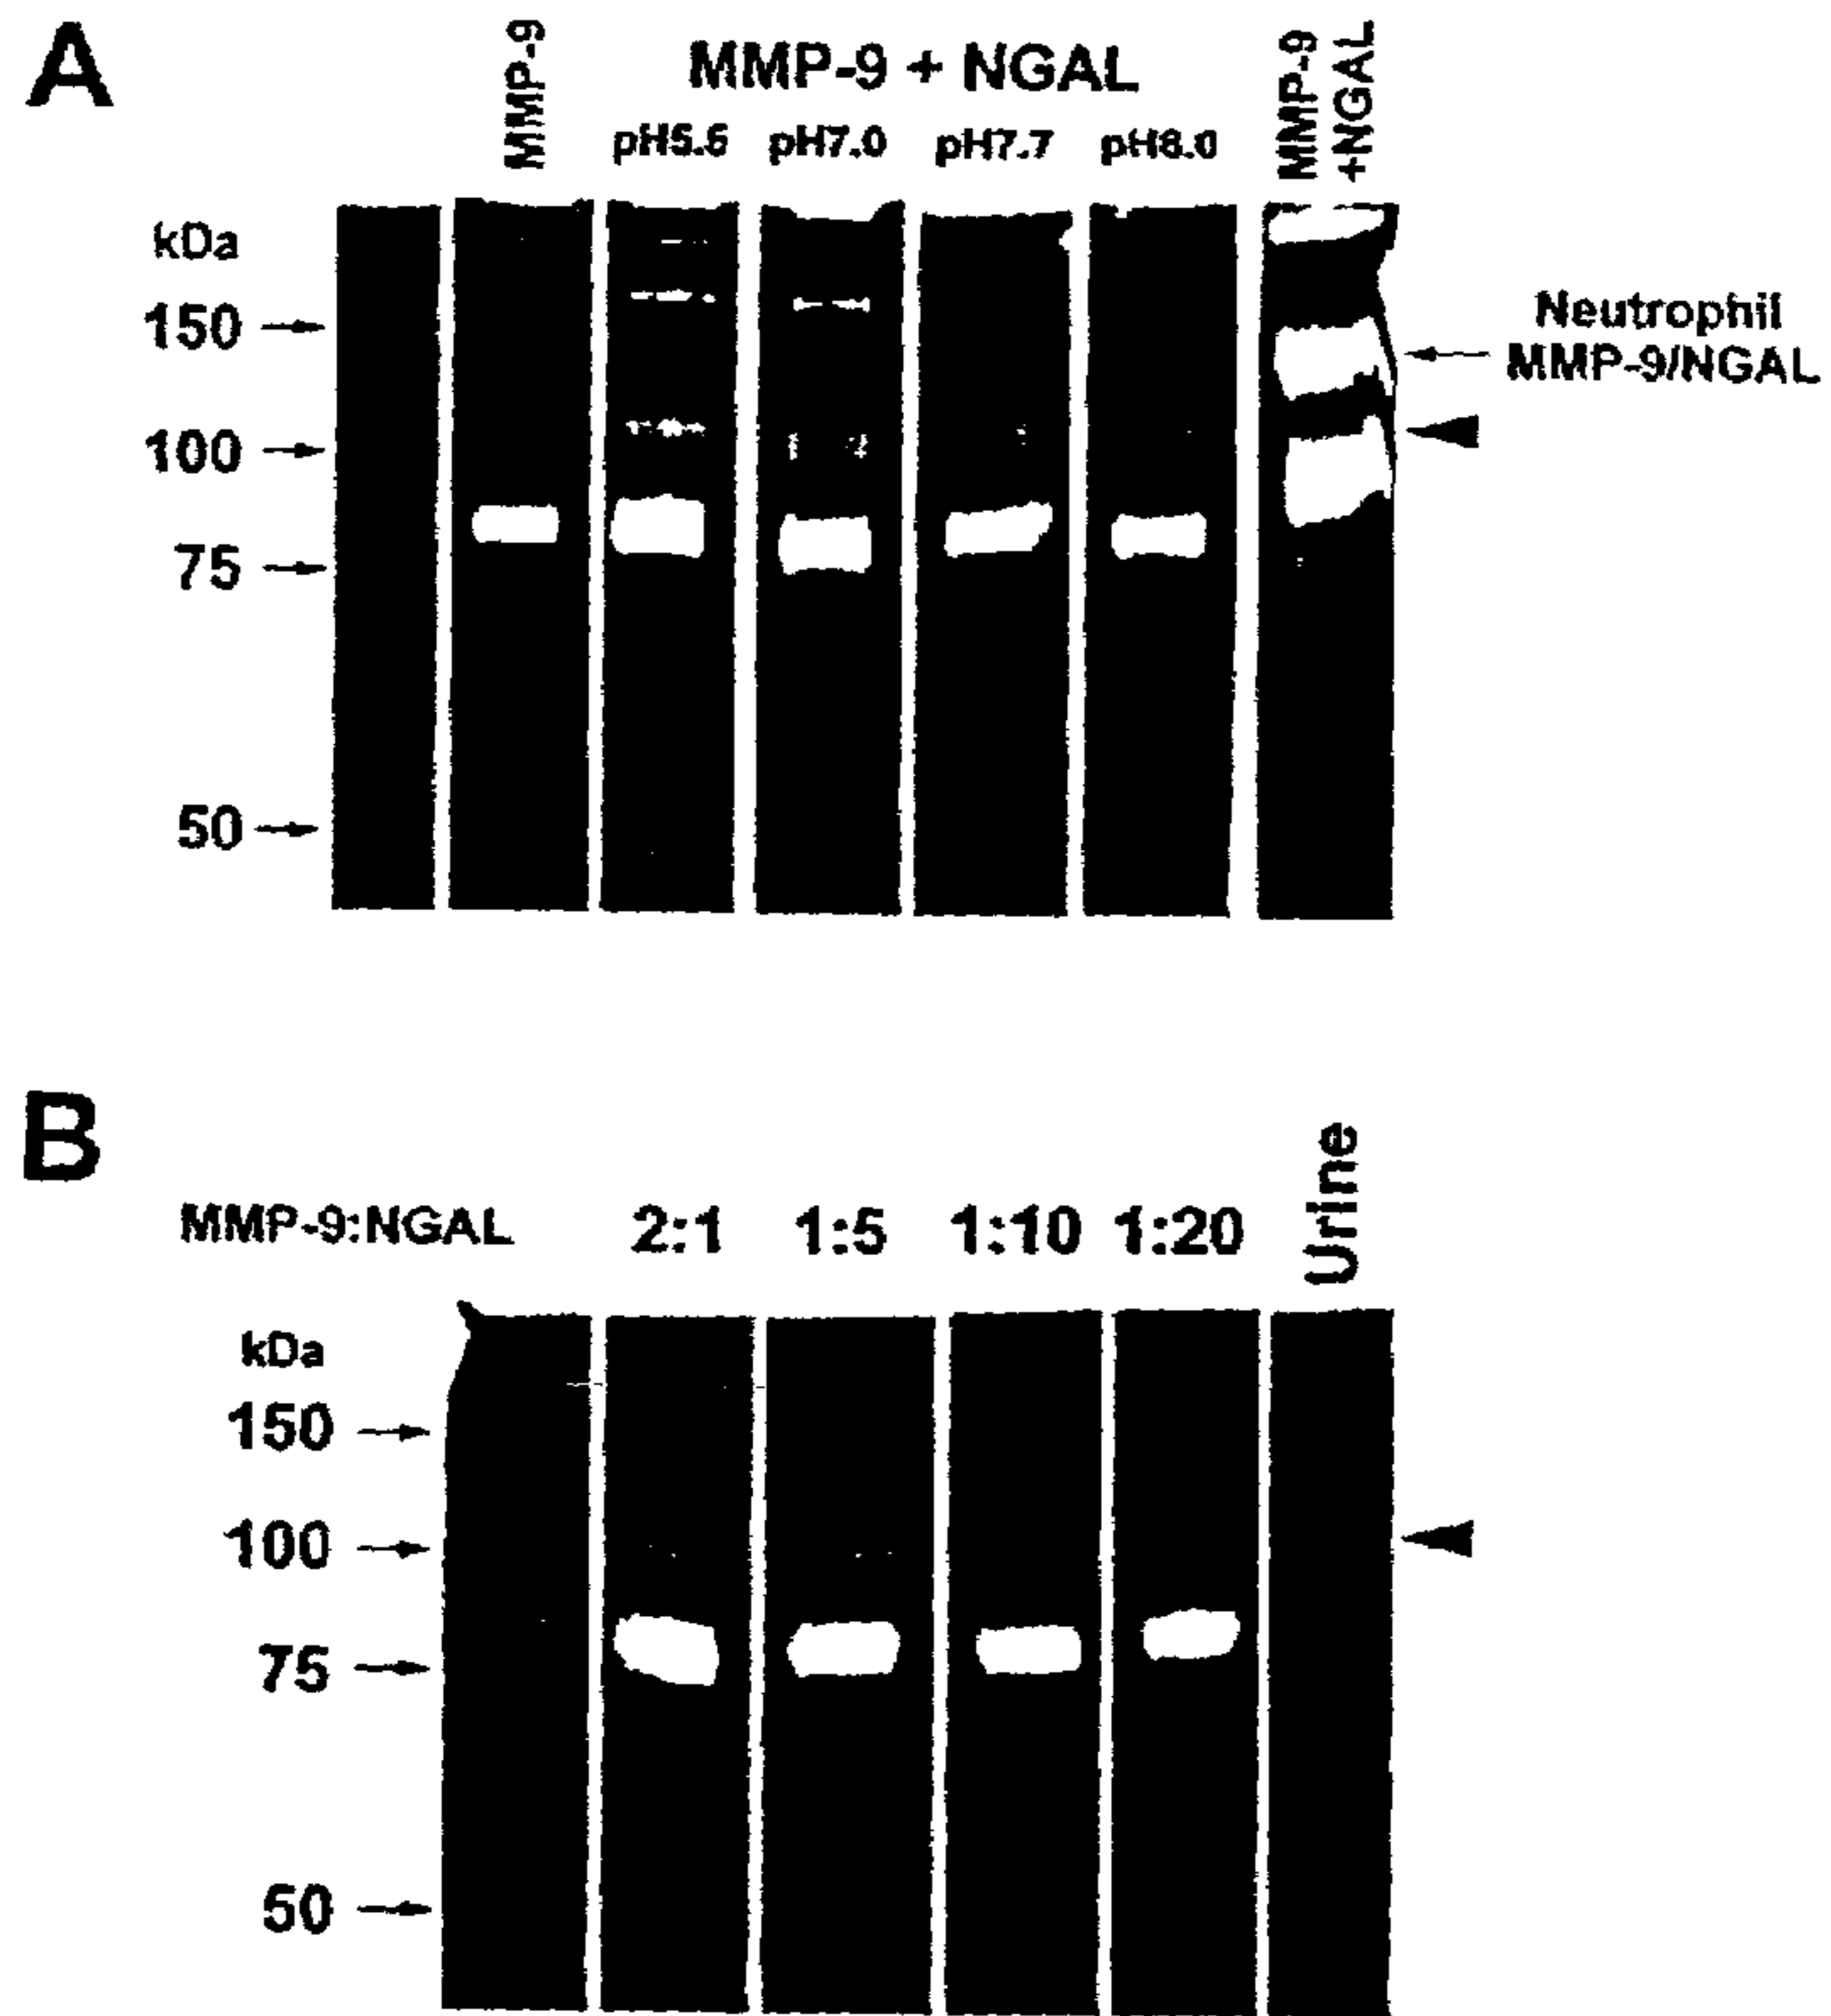 A
MMP-9
MMP-9 + NGAL
pH5.6 pH7.0 pH7.7 pH8.0
MMP-9
+NGAL
kDa
150
100
75
50
Neutrophil
MMP-9/NGAL
B
MMP-9:NGAL 2:1 1:5 1:10 1:20
Urine
kDa
150
100
75
50